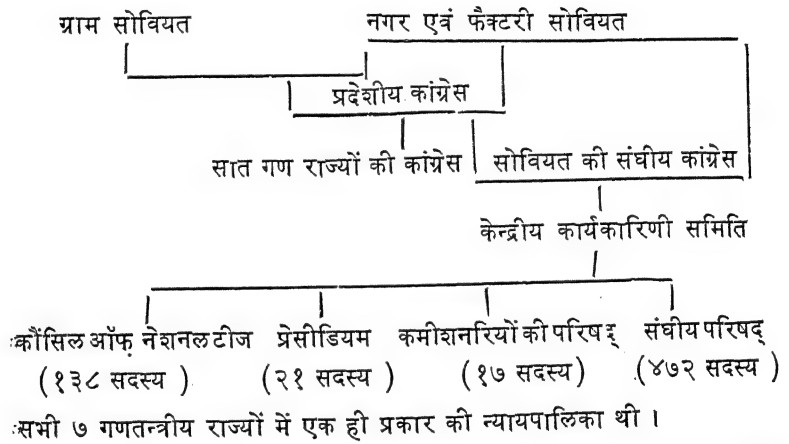 ग्राम सोवियत नगर एवं फैक्टरी सोवियत
प्रदेशीय कांग्रेस
सात गण राज्यों की कांग्रेस सोवियत की संघीय कांग्रेस
केन्द्रीय कार्यकारिणी समिति
कौंसिल ऑफ़ नेशनलटीज प्रेसीडियम कमीशनरियों की परिषद् संघीय परिषद्
(१३८ सदस्य ) (२१ सदस्य ) (१७ सदस्य) (४७२ सदस्य )
सभी ७ गणतन्त्रीय राज्यों में एक ही प्रकार की न्यायपालिका थी ।